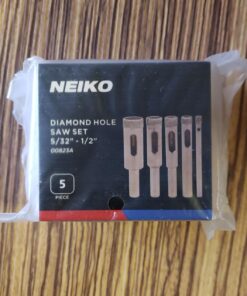 NEIKO
DIAMOND HOLE
SAW SET
5/32" - 1/2"
00823A
5
PIECE